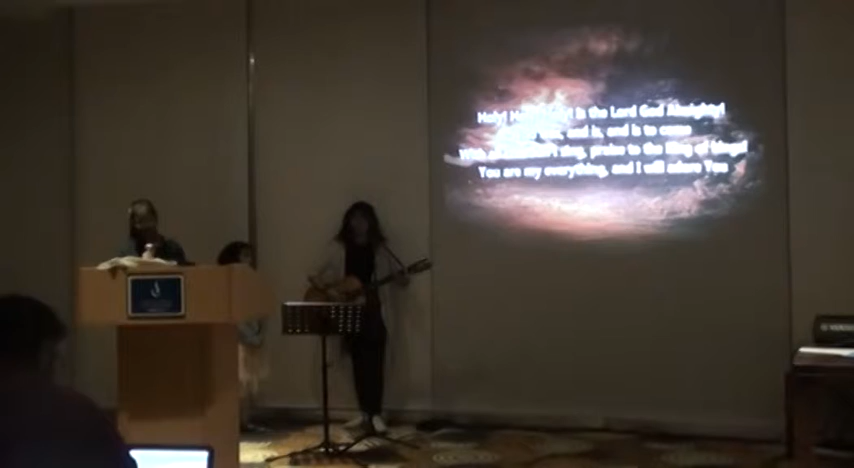 Holy! is the Lord God Almighty!
and is, and is to come
With sing, praise to the King of kings!
You are my everything, and I will adore You